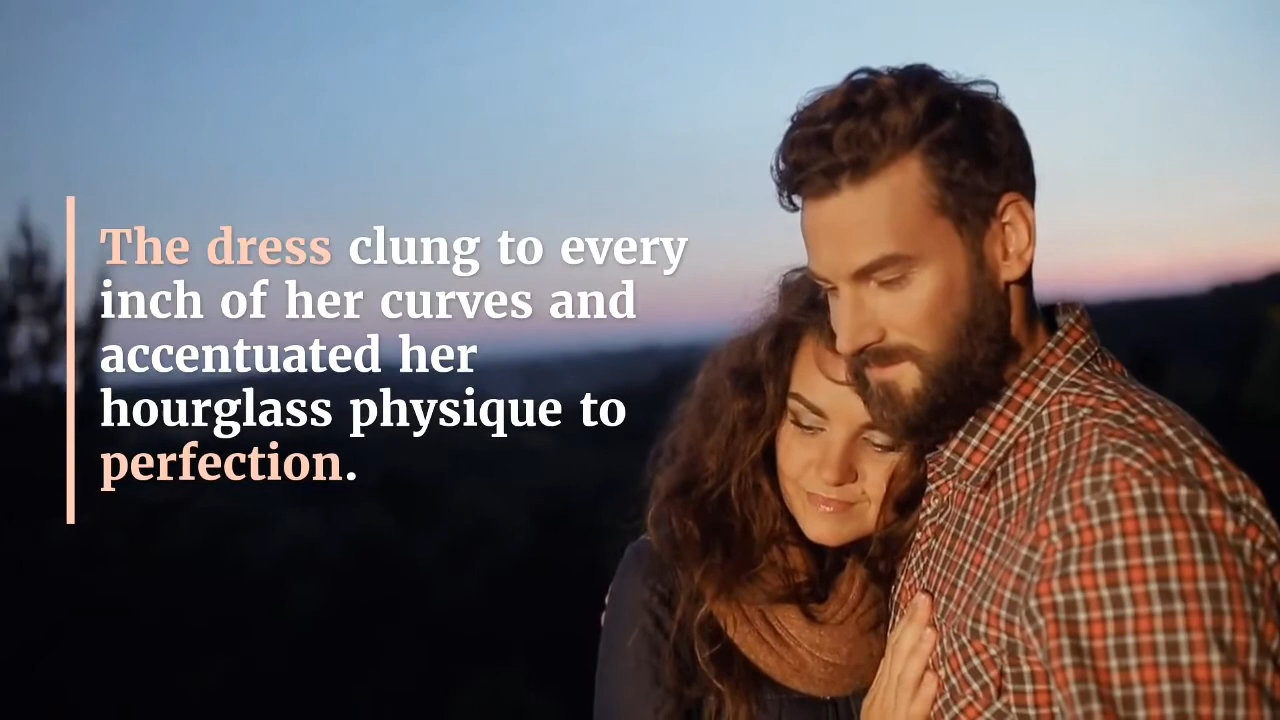 The dress clung to every
inch of her curves and
accentuated her
hourglass physique to
perfection.